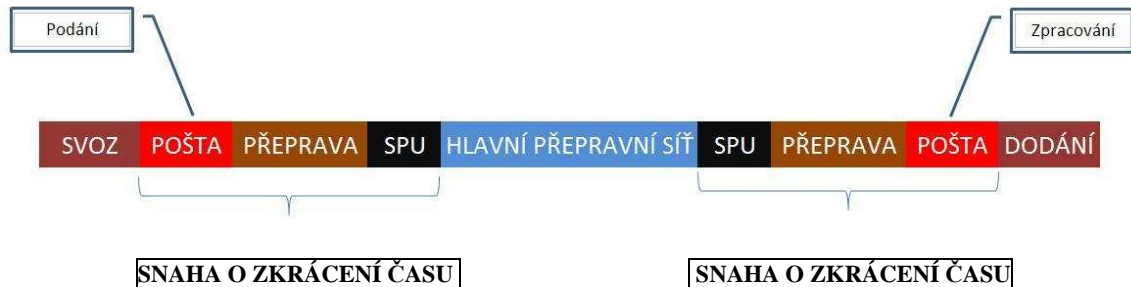 Podání
Zpracování
SVOZ POŠTA PŘEPRAVA SPU HLAVNÍ PŘEPRAVNÍ SÍŤ SPU PŘEPRAVA POŠTA DODÁNÍ
SNAHA O ZKRÁCENÍ ČASU SNAHA O ZKRÁCENÍ ČASU